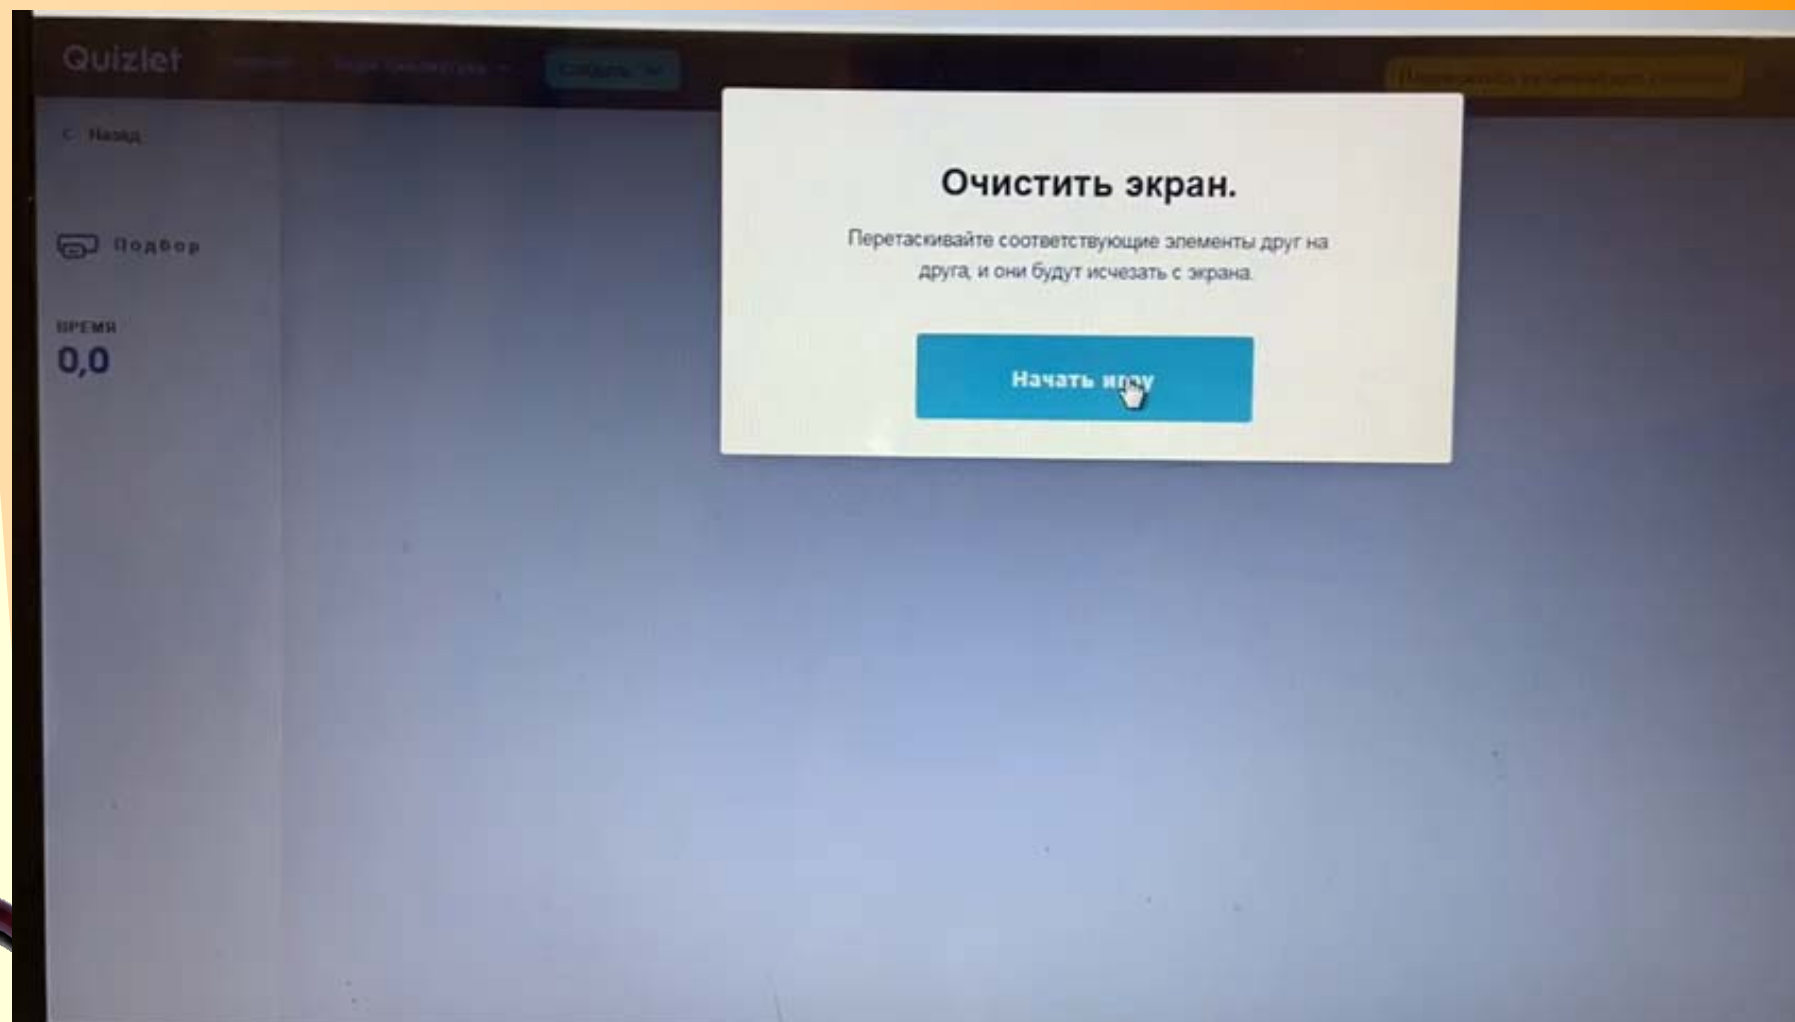 Quizlet
Создать
Назад
Подбор
ВРЕМЯ
0,0
Очистить экран.
Перетаскивайте соответствующие элементы друг на
друга, и они будут исчезать с экрана.
Начать игру